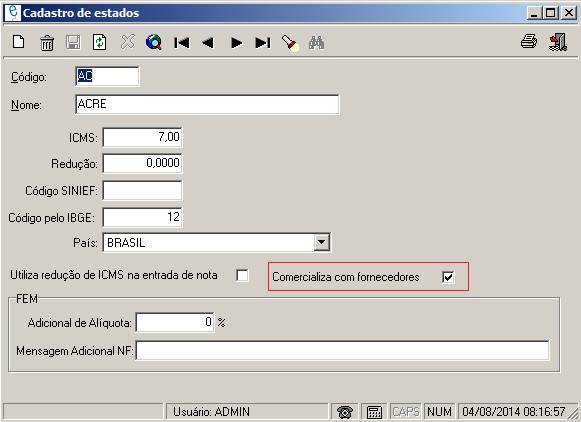 Cadastro de estados
Código: AC
Nome: ACRE
ICMS: 7,00
Redução: 0,0000
Código SINIEF:
Código pelo IBGE: 12
País: BRASIL
Utiliza redução de ICMS na entrada de nota Comercializa com fornecedores
FEM
Adicional de Alíquota: 0 %
Mensagem Adicional NF:
Usuário: ADMIN CAPS NUM 04/08/2014 08:16:57